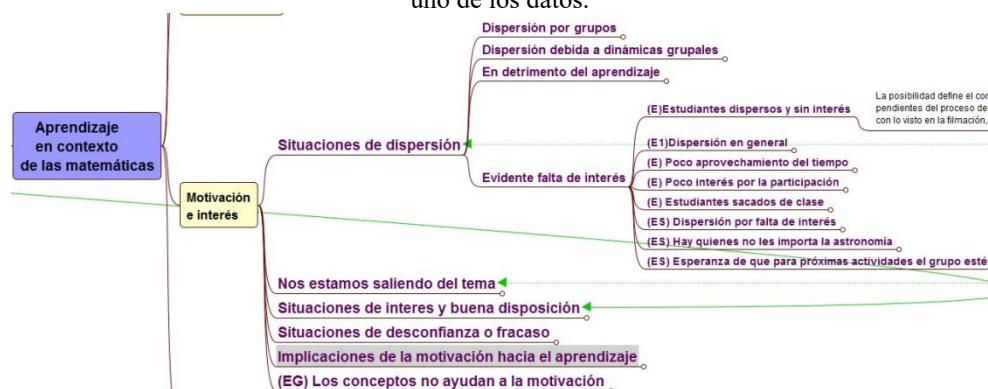 uno de los datos.
Dispersión por grupos
Dispersión debida a dinámicas grupales
En detrimento del aprendizaje
La posibilidad define el con
pendientes del proceso de
con lo visto en la filmación,
(E)Estudiantes dispersos y sin interés
Aprendizaje
en contexto
de las matemáticas
Situaciones de dispersión
(E1)Dispersión en general
(E) Poco aprovechamiento del tiempo
Evidente falta de interés
(E) Poco interés por la participación
Motivación
e interés
(E) Estudiantes sacados de clase
(ES) Dispersión por falta de interés
(ES) Hay quienes no les importa la astronomía
(ES) Esperanza de que para próximas actividades el grupo esté
Nos estamos saliendo del tema
Situaciones de interes y buena disposición
Situaciones de desconfianza o fracaso
Implicaciones de la motivación hacia el aprendizaje
(EG) Los conceptos no ayudan a la motivación